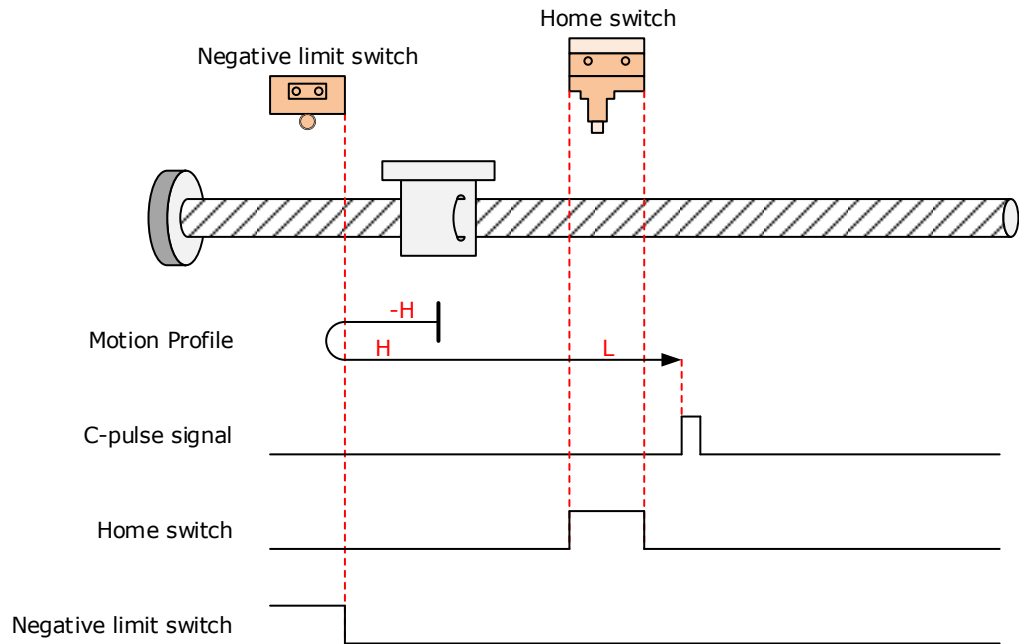 Home switch
Negative limit switch
-H
Motion Profile
H
L
C-pulse signal
Home switch
Negative limit switch